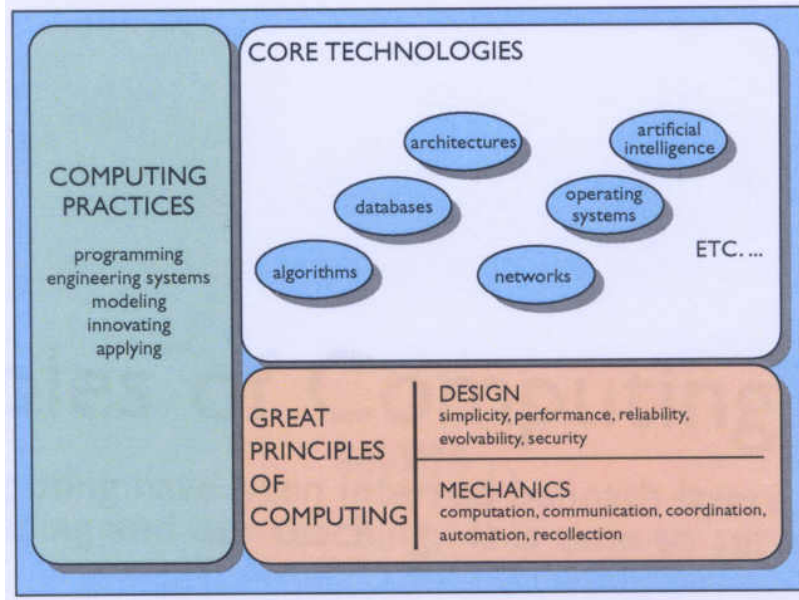 COMPUTING
PRACTICES
programming
engineering systems
modeling
innovating
applying
CORE TECHNOLOGIES
architectures
artificial
intelligence
databases
operating
systems
algorithms
networks
ETC. ...
GREAT
PRINCIPLES
OF
COMPUTING
DESIGN
simplicity, performance, reliability,
evolvability, security
MECHANICS
computation, communication, coordination,
automation, recollection